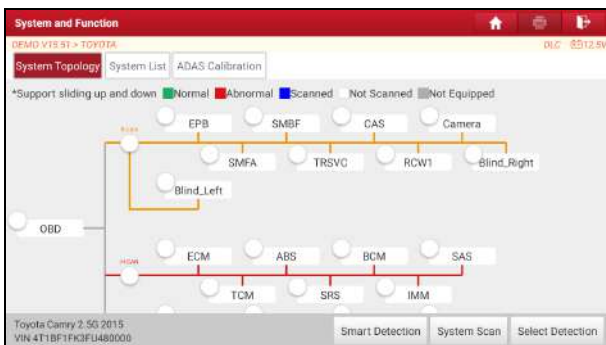 System and Function
DEMO V15.51 > TOYOTA
DLC 12.5V
System Topology System List ADAS Calibration
*Support sliding up and down Normal Abnormal Scanned Not Scanned Not Equipped
EPB SMBF CAS Camera
SMFA TRSVC RCW1 Blind_Right
Blind_Left
OBD
ECM ABS BCM SAS
TCM SRS IMM
Toyota Camry 2.5G 2015
VIN 4T1BF1FK3FU480000
Smart Detection System Scan Select Detection